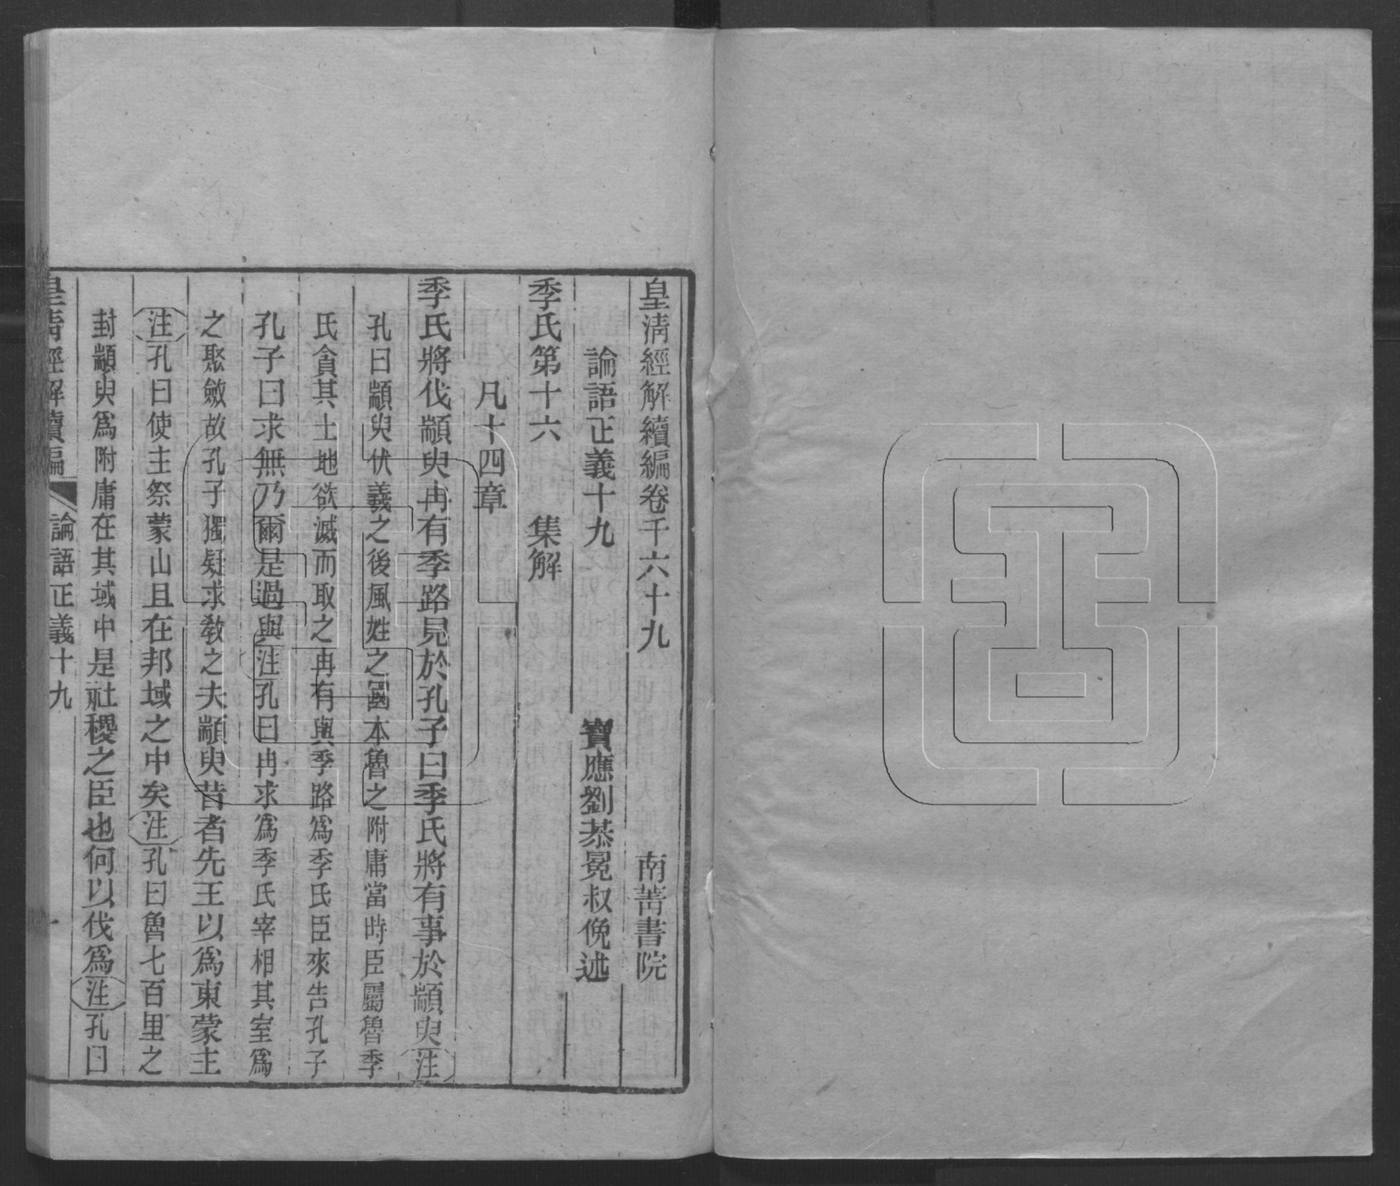 皇清經解續編卷千六十九　南菁書院
論語正義十九　寶應劉恭冕叔俛述
季氏第十六　集解
凡十四章
季氏將伐顓臾冉有季路見於孔子曰季氏將有事於顓臾注
孔曰顓臾伏羲之後風姓之國本魯之附庸當時臣屬魯季
氏貪其土地欲滅而取之冉有與季路爲季氏臣來告孔子
孔子曰求無乃爾是過與注孔曰冉求爲季氏宰相其室爲
之聚斂故孔子獨疑求教之夫顓臾昔者先王以爲東蒙主
注孔曰使主祭蒙山且在邦域之中矣注孔曰魯七百里之
封顓臾爲附庸在其域中是社稷之臣也何以伐爲注孔曰
皇清經解續編　論語正義十九　一